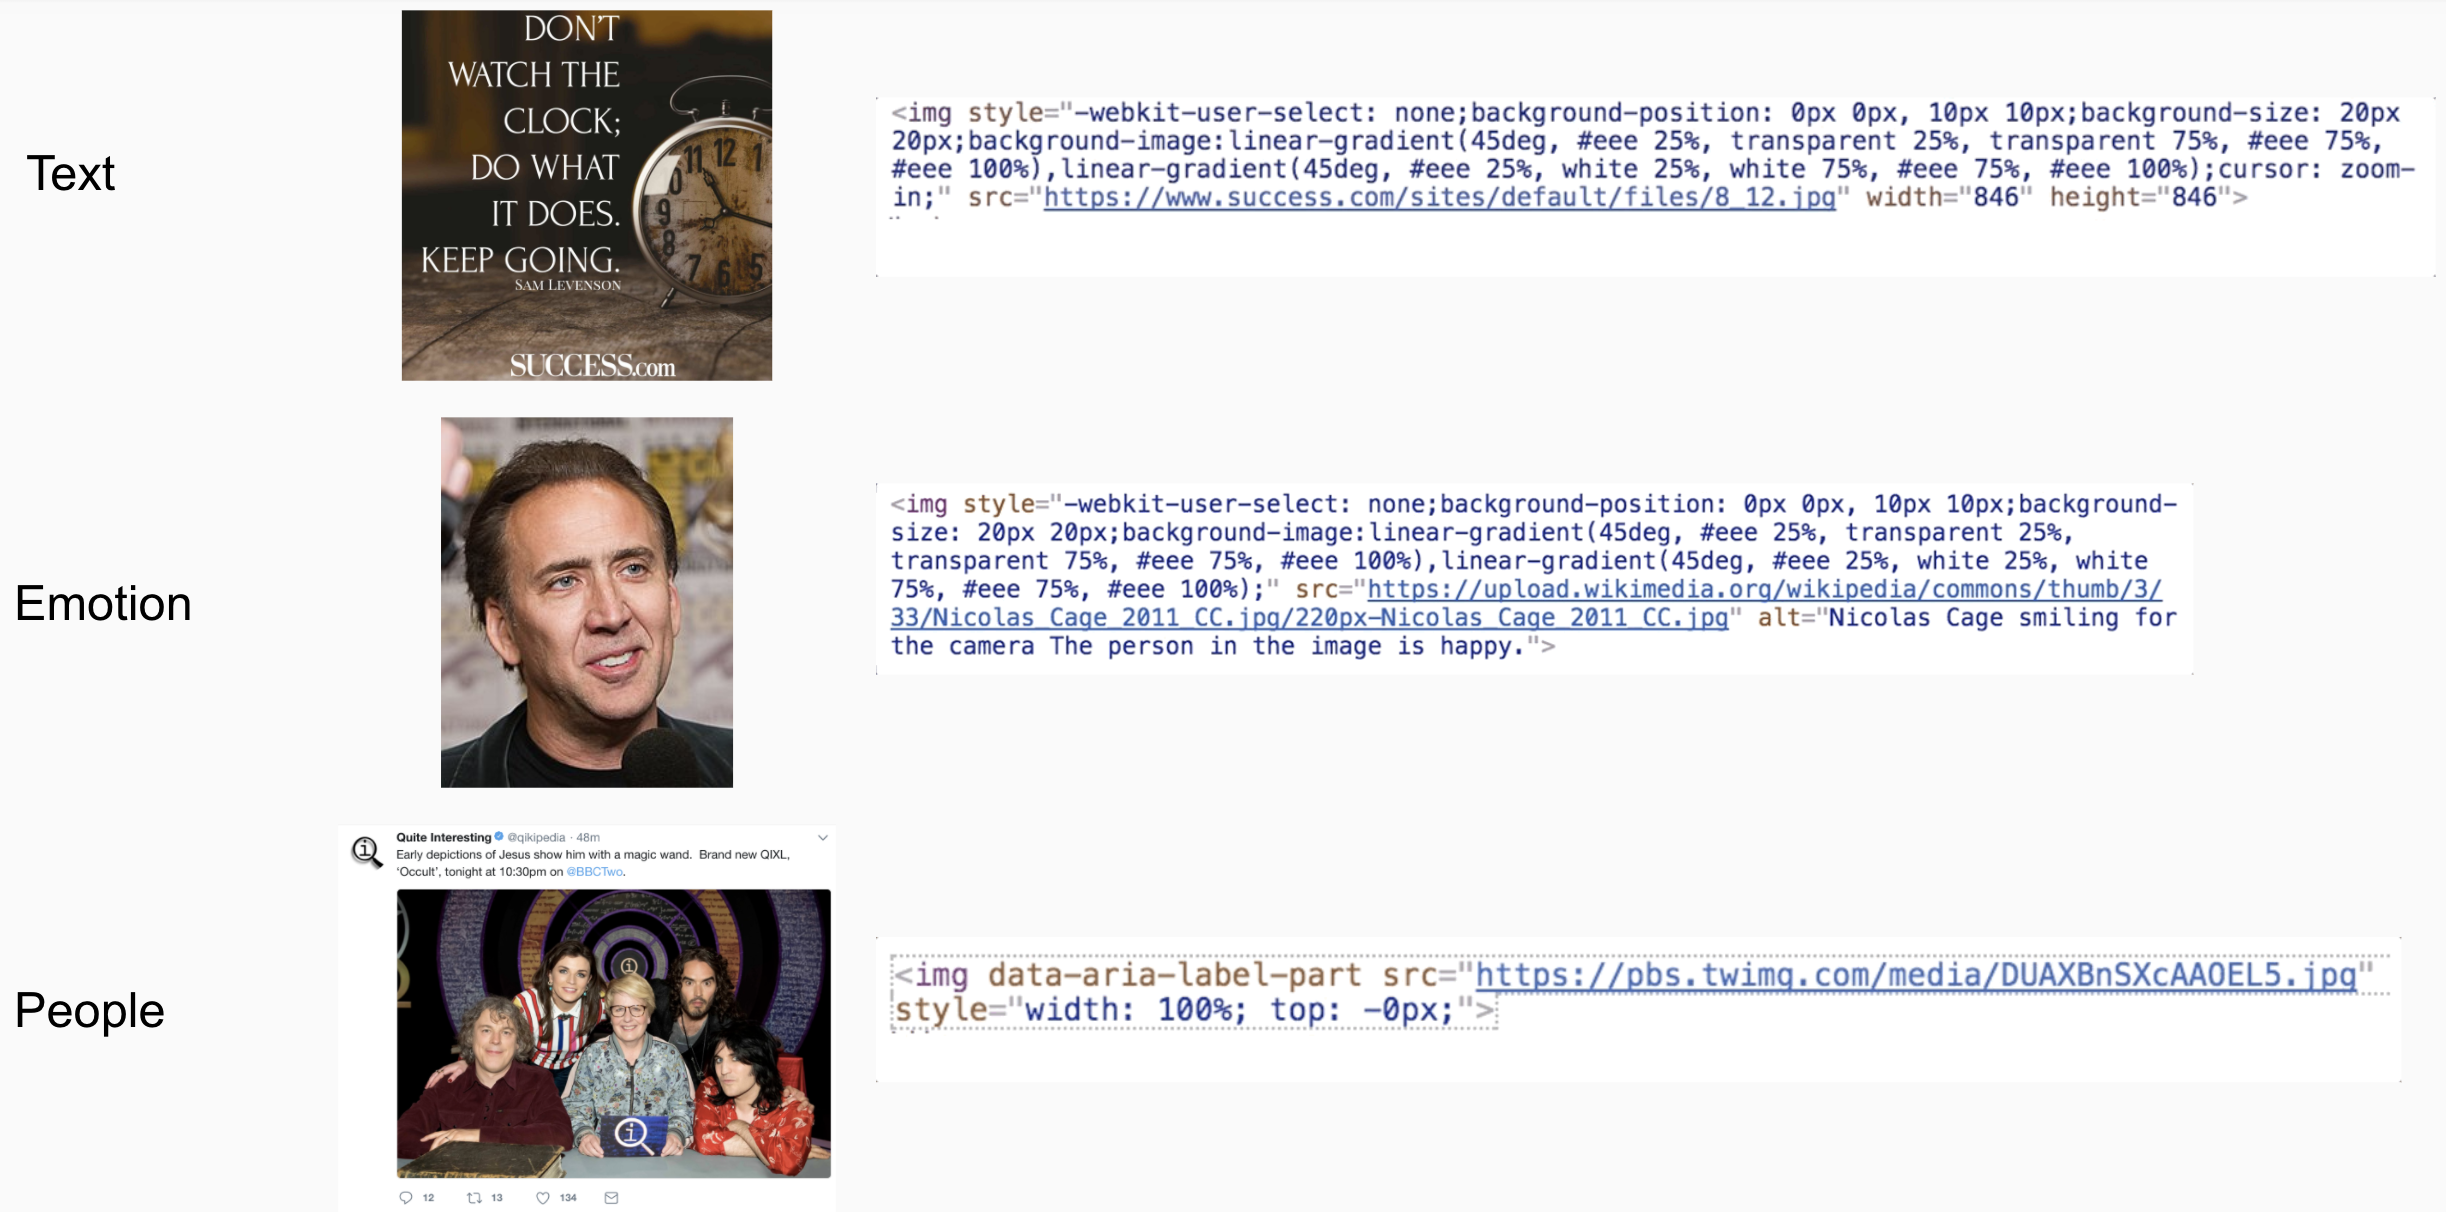 Text
DON'T
WATCH THE
CLOCK;
DO WHAT
IT DOES.
KEEP GOING.
SAM LEVENSON
SUCCESS.com
11 12 1
9
8
7 6 5
<img style="-webkit-user-select: none;background-position: 0px 0px, 10px 10px;background-size: 20px
20px;background-image:linear-gradient(45deg, #eee 25%, transparent 25%, transparent 75%, #eee 75%,
#eee 100%),linear-gradient(45deg, #eee 25%, white 25%, white 75%, #eee 75%, #eee 100%);cursor: zoom-
in;" src="https://www.success.com/sites/default/files/8_12.jpg" width="846" height="846">
Emotion
<img style="-webkit-user-select: none;background-position: 0px 0px, 10px 10px;background-
size: 20px 20px;background-image:linear-gradient(45deg, #eee 25%, transparent 25%,
transparent 75%, #eee 75%, #eee 100%),linear-gradient(45deg, #eee 25%, white 25%, white
75%, #eee 75%, #eee 100%);" src="https://upload.wikimedia.org/wikipedia/commons/thumb/3/
33/Nicolas_Cage_2011_CC.jpg/220px-Nicolas_Cage_2011_CC.jpg" alt="Nicolas Cage smiling for
the camera The person in the image is happy.">
People
Quite Interesting @qikipedia · 48m
Early depictions of Jesus show him with a magic wand. Brand new QIXL,
'Occult', tonight at 10:30pm on @BBCTwo.
12 13 134
<img data-aria-label-part src="https://pbs.twimg.com/media/DUAXBnSXcAAOEL5.jpg"
style="width: 100%; top: -0px;">